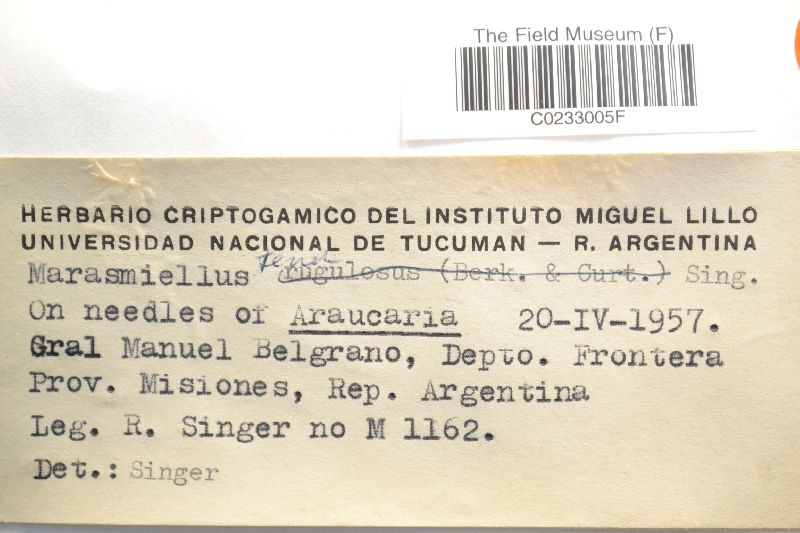 The Field Museum (F)
C0233005F
HERBARIO CRIPTOGAMICO DEL INSTITUTO MIGUEL LILLO
UNIVERSIDAD NACIONAL DE TUCUMAN — R. ARGENTINA
Marasmiellus rugulosus (Berk. & Curt.) Sing.
On needles of Araucaria 20-IV-1957.
Gral Manuel Belgrano, Depto. Frontera
Prov. Misiones, Rep. Argentina
Leg. R. Singer no M 1162.
Det.: Singer